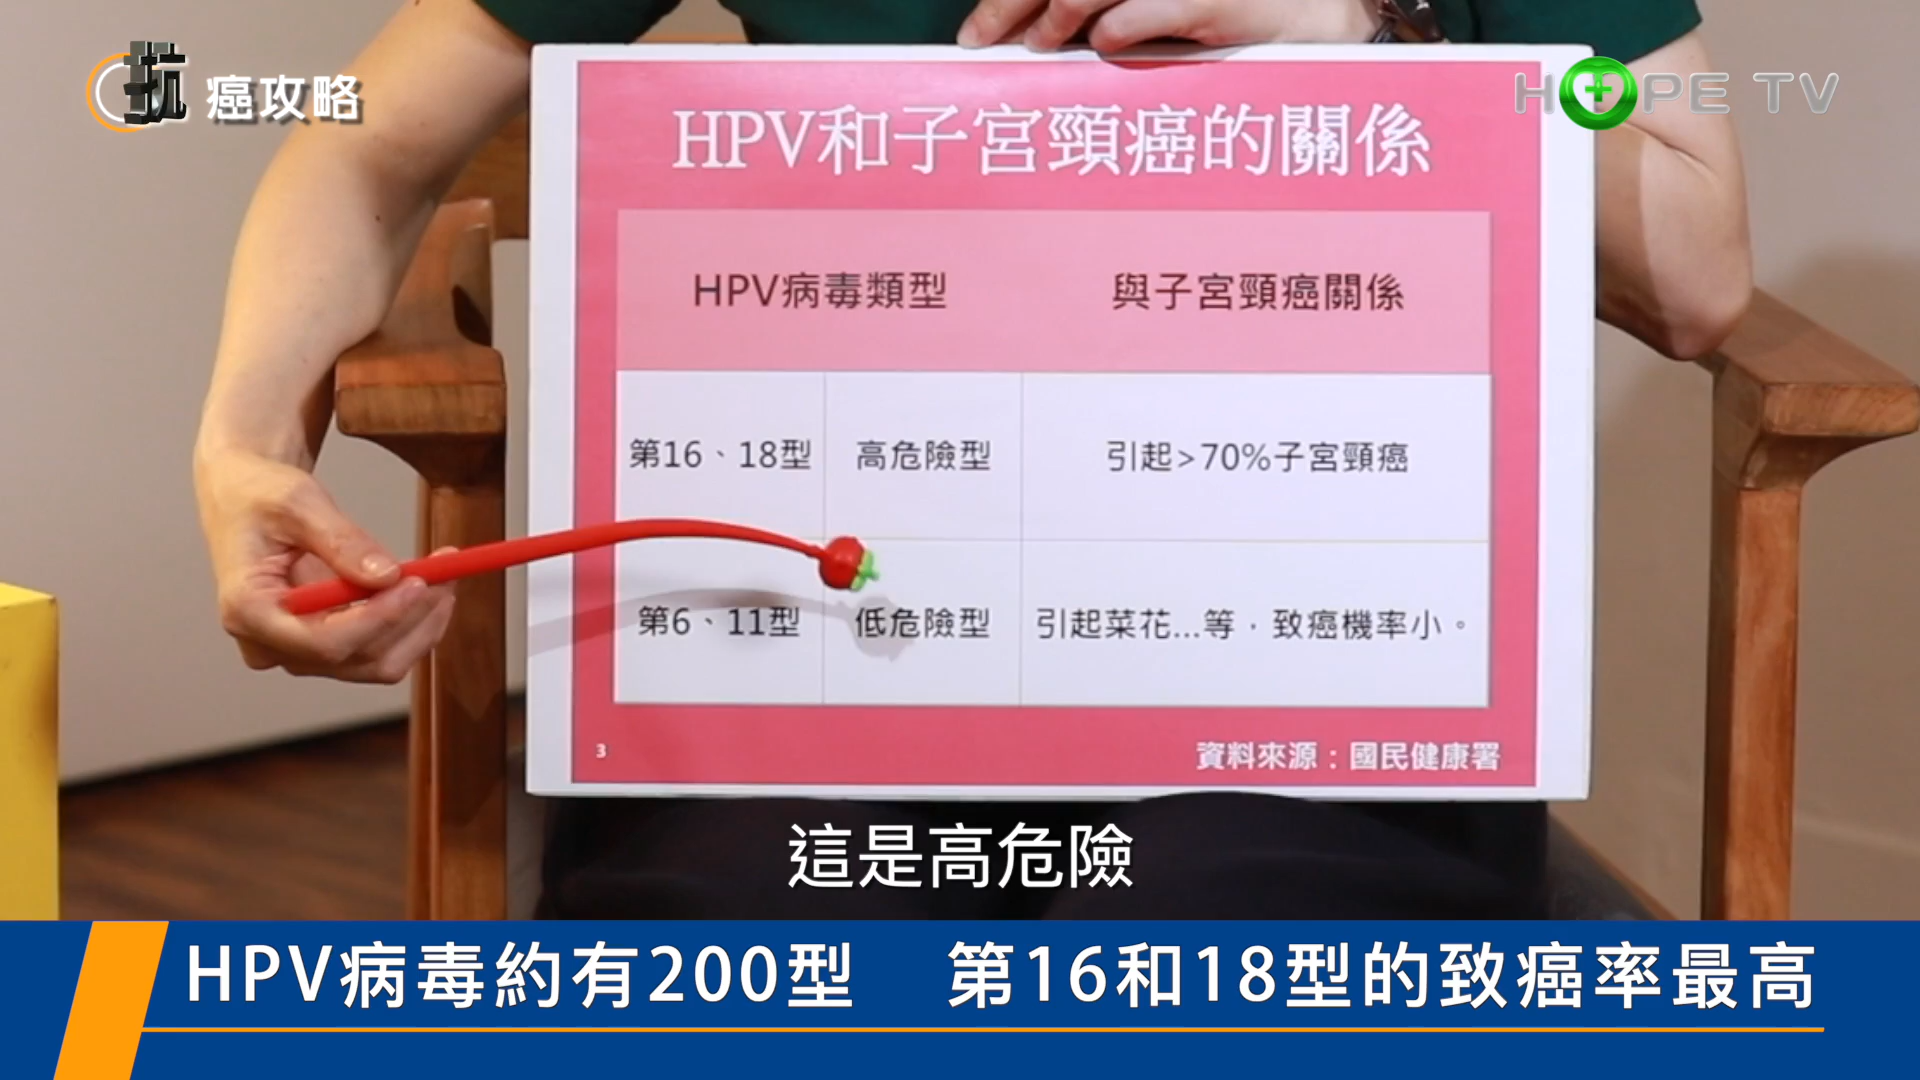 抗癌攻略
HOPE TV
HPV和子宮頸癌的關係
HPV病毒類型 與子宮頸癌關係
第16、18型 高危險型 引起>70%子宮頸癌
第6、11型 低危險型 引起菜花...等，致癌機率小。
3
資料來源：國民健康署
這是高危險
HPV病毒約有200型 第16和18型的致癌率最高